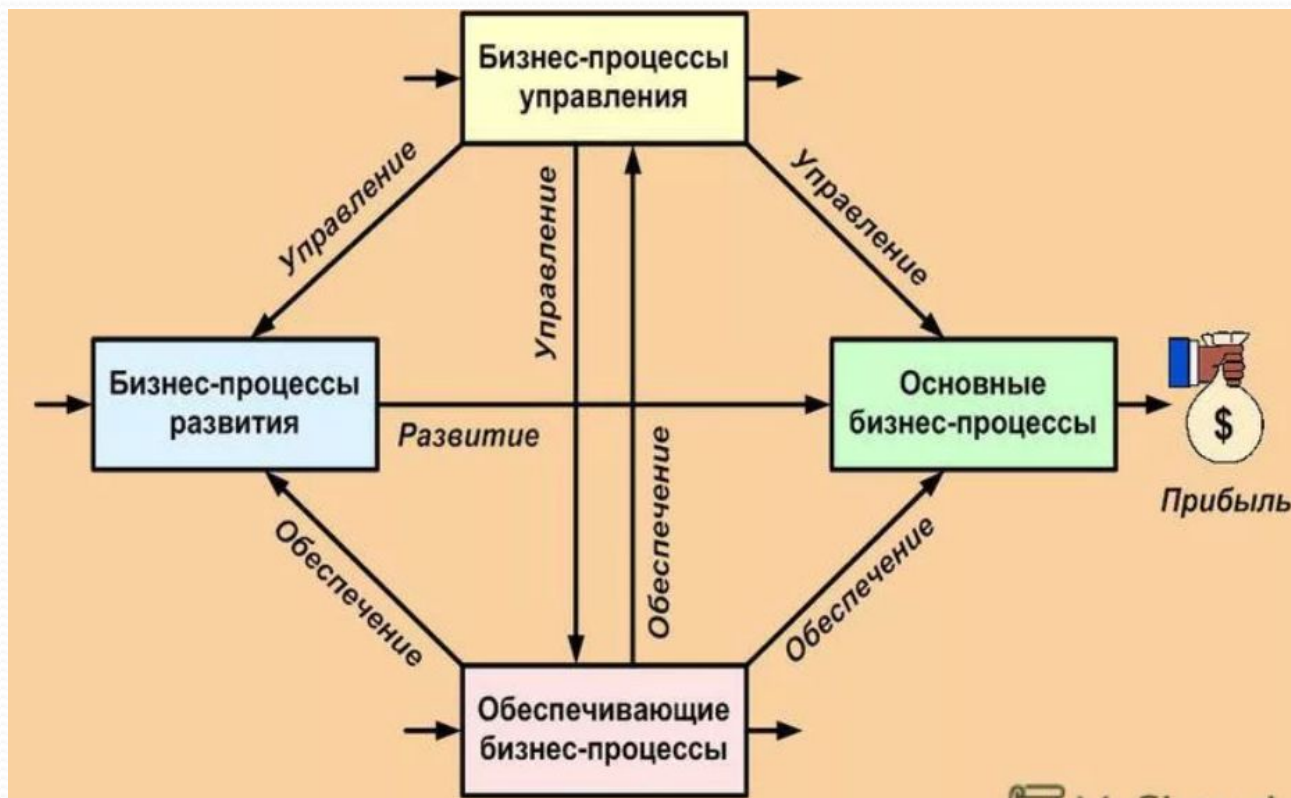 Бизнес-процессы
управления
Управление
Управление
Управление
Бизнес-процессы
развития
Развитие
Основные
бизнес-процессы
$
Прибыль
Обеспечение
Обеспечение
Обеспечение
Обеспечивающие
бизнес-процессы